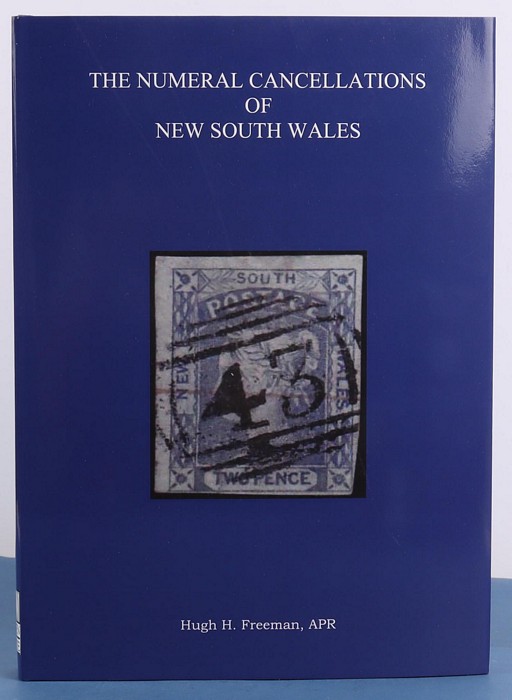 THE NUMERAL CANCELLATIONS
OF
NEW SOUTH WALES
SOUTH
POSTAGE
NEW
WALES
43
TWO PENCE
Hugh H. Freeman, APR